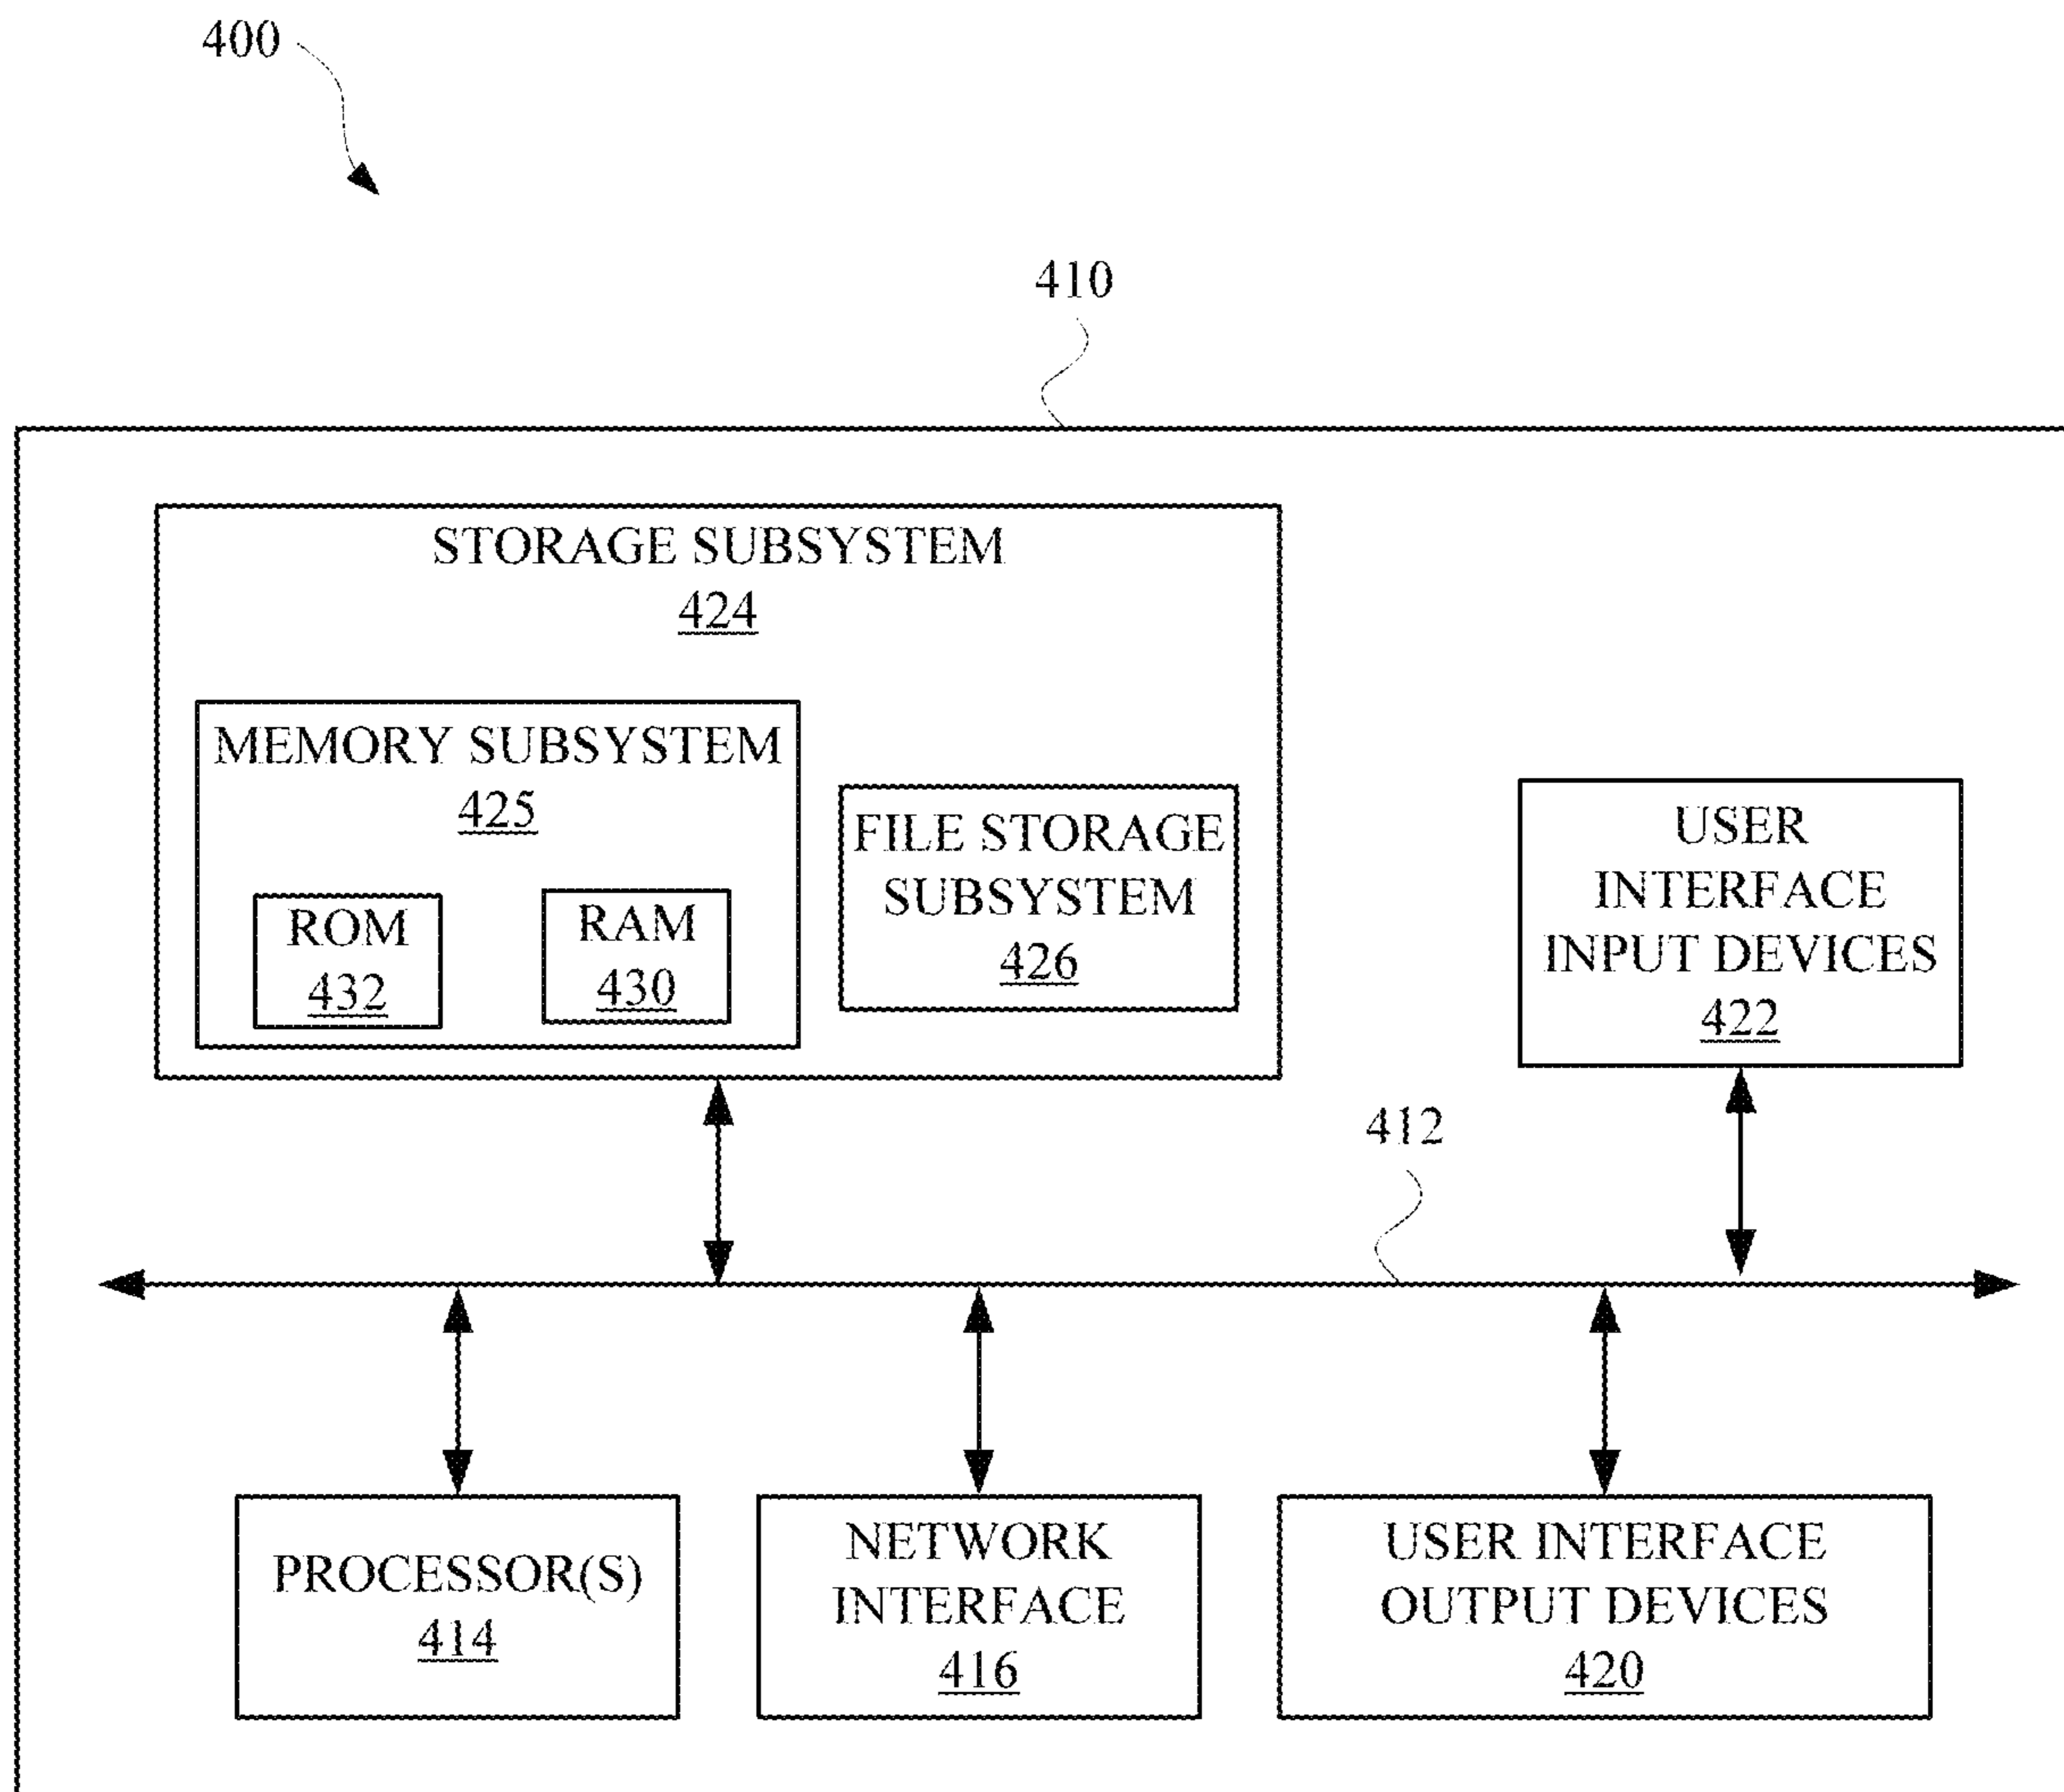 400
410
STORAGE SUBSYSTEM
424
MEMORY SUBSYSTEM
425
ROM
432
RAM
430
FILE STORAGE
SUBSYSTEM
426
USER
INTERFACE
INPUT DEVICES
422
412
PROCESSOR(S)
414
NETWORK
INTERFACE
416
USER INTERFACE
OUTPUT DEVICES
420